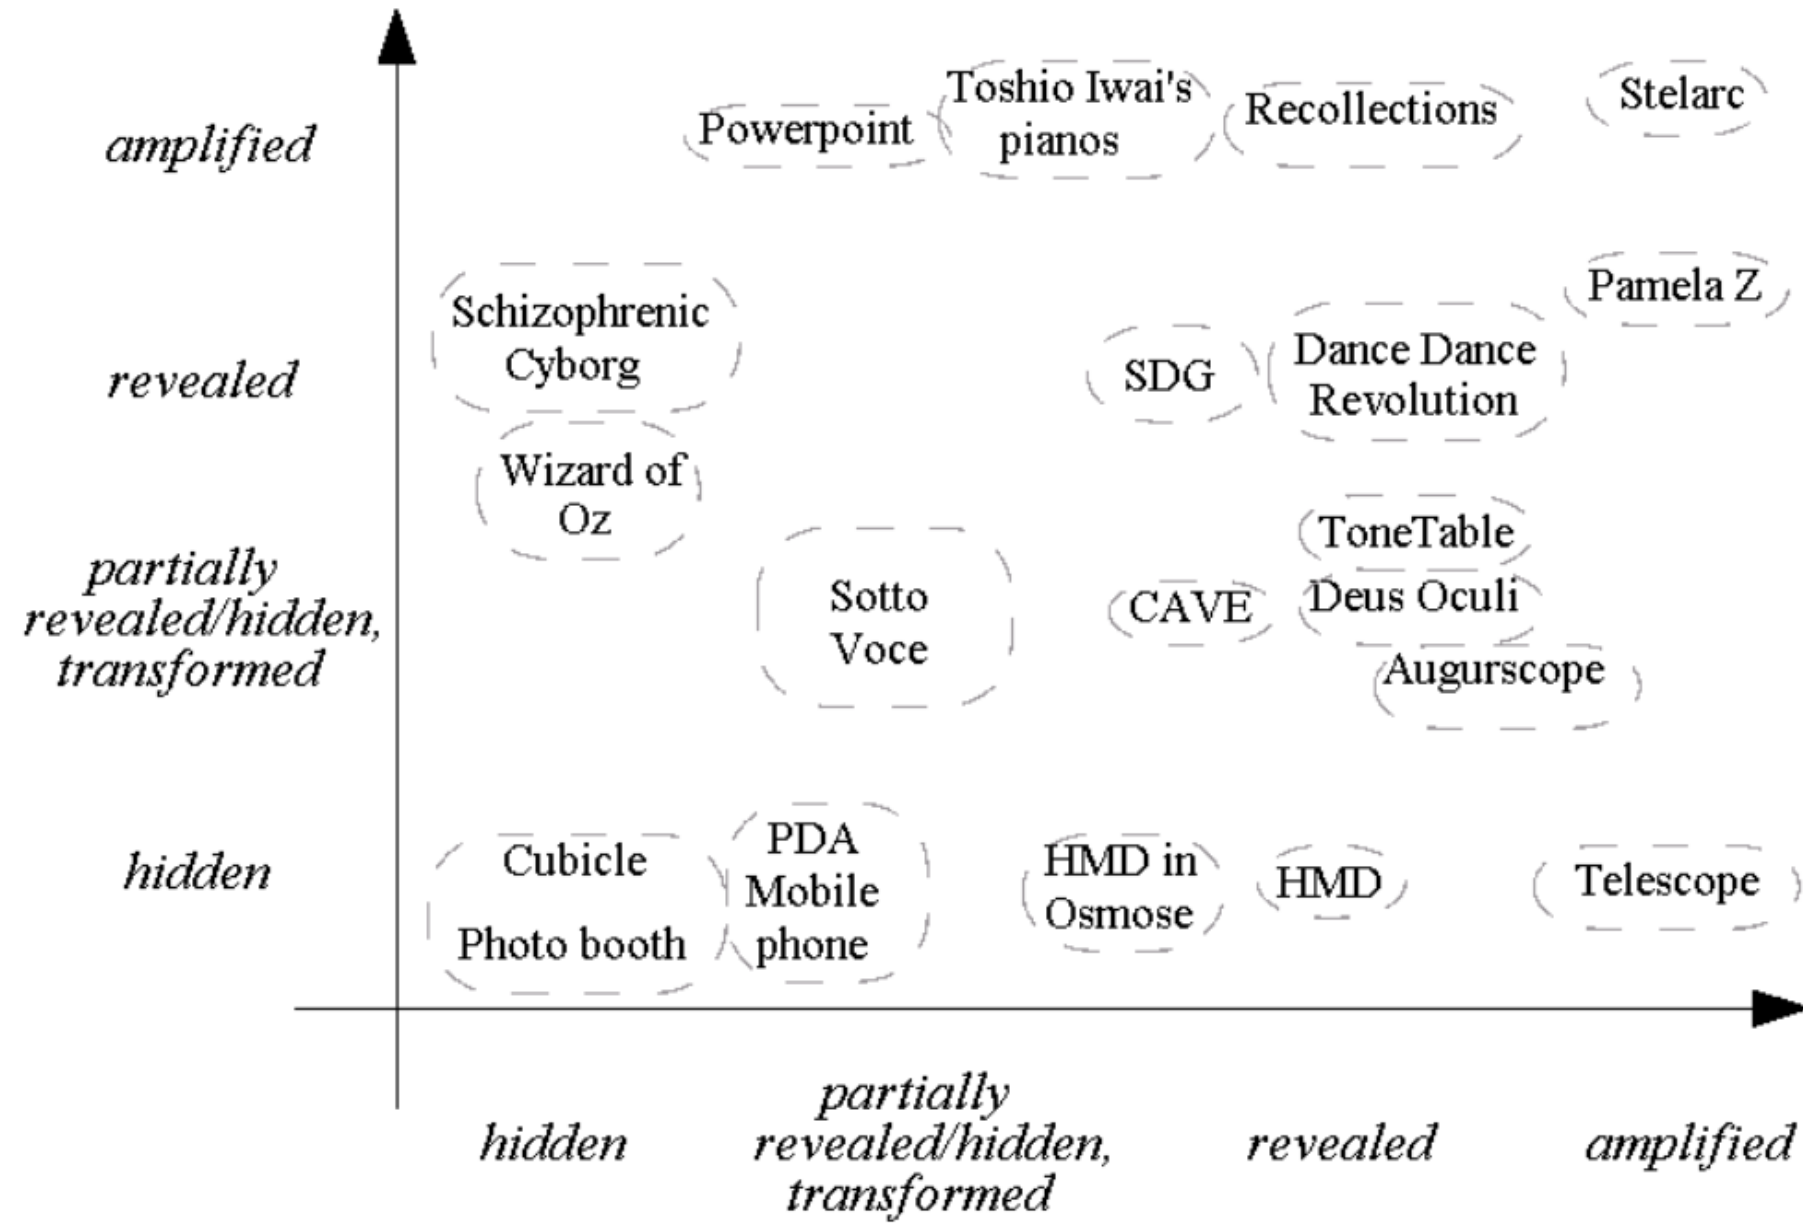 Toshio Iwai's
pianos
Stelarc
Recollections
Powerpoint
amplified
Pamela Z
Schizophrenic
Cyborg
SDG
Dance Dance
Revolution
revealed
Wizard of
Oz
ToneTable
partially
revealed/hidden,
transformed
Sotto
Voce
CAVE
Deus Oculi
Augurscope
hidden
Cubicle
Photo booth
PDA
Mobile
phone
HMD in
Osmose
HMD
Telescope
hidden
partially
revealed/hidden,
transformed
revealed
amplified